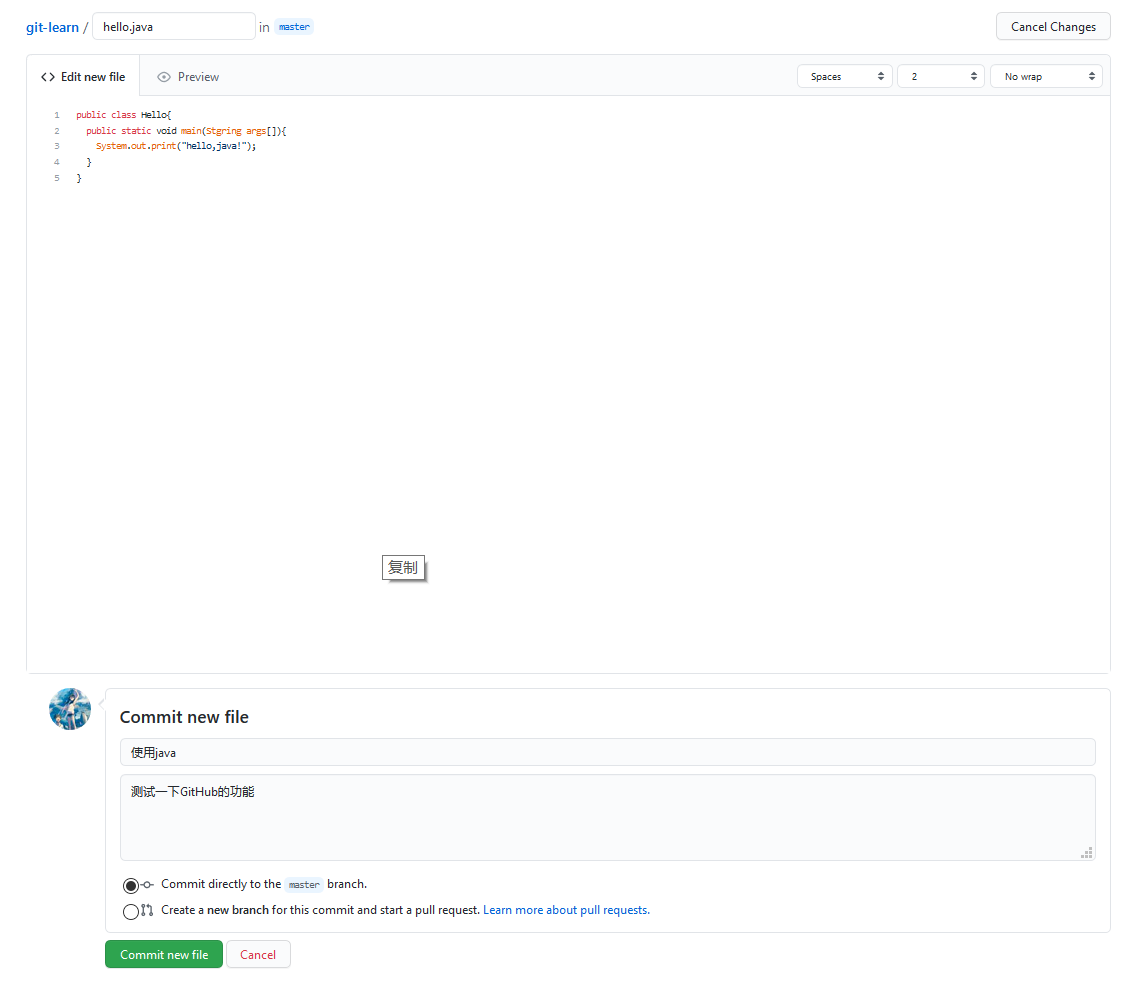 git-learn / hello.java in master Cancel Changes
<> Edit new file Preview Spaces 2 No wrap
1 public class Hello{
2 public static void main(Stgring args[]){
3 System.out.print("hello,java!");
4 }
5 }
复制
Commit new file
使用java
测试一下GitHub的功能
Commit directly to the master branch.
Create a new branch for this commit and start a pull request. Learn more about pull requests.
Commit new file Cancel